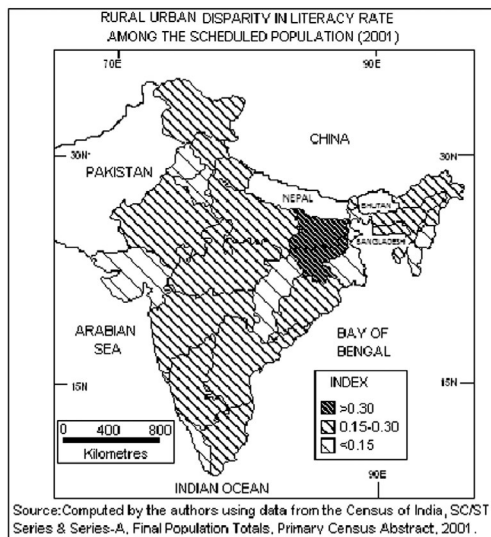 RURAL URBAN DISPARITY IN LITERACY RATE
AMONG THE SCHEDULED POPULATION (2001)
70E
90E
30N
30N
CHINA
PAKISTAN
NEPAL
BHUTAN
BANGLADESH
ARABIAN
SEA
BAY OF
BENGAL
INDEX
>0.30
0.15-0.30
<0.15
15N
15N
0 400 800
Kilometres
90E
INDIAN OCEAN
Source:Computed by the authors using data from the Census of India, SC/ST
Series & Series-A, Final Population Totals, Primary Census Abstract, 2001.